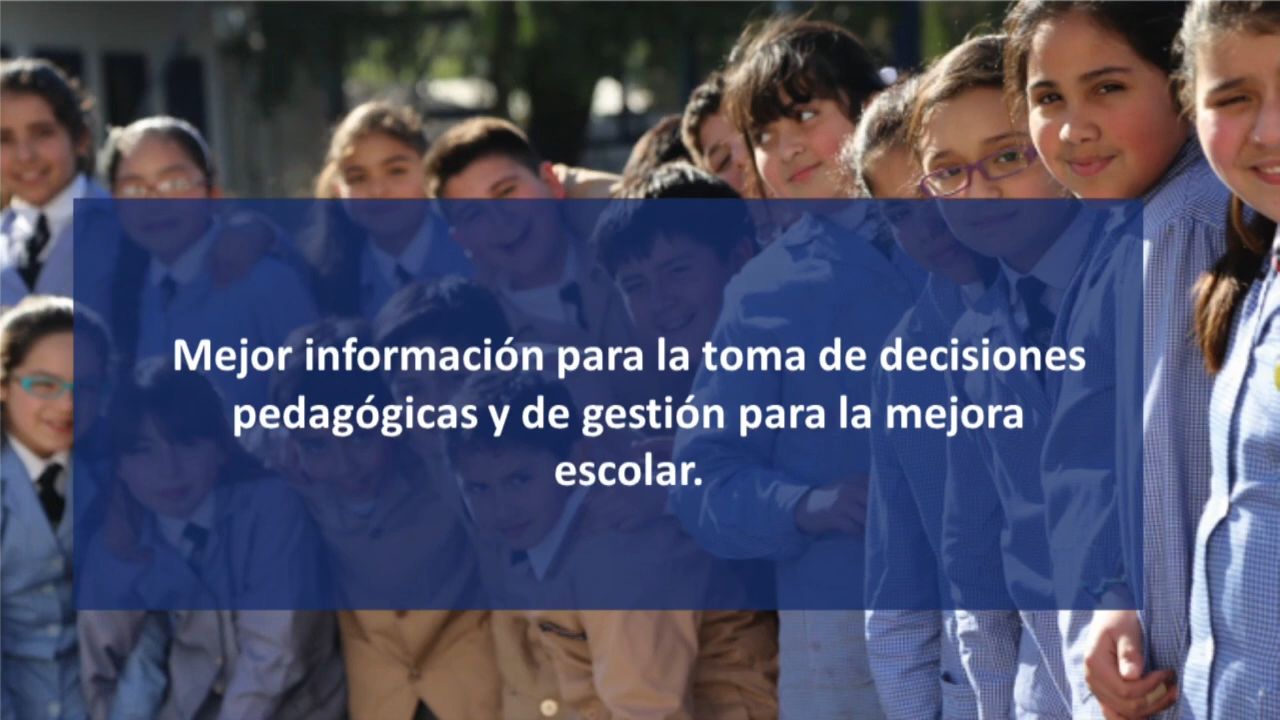 Mejor información para la toma de decisiones
pedagógicas y de gestión para la mejora
escolar.